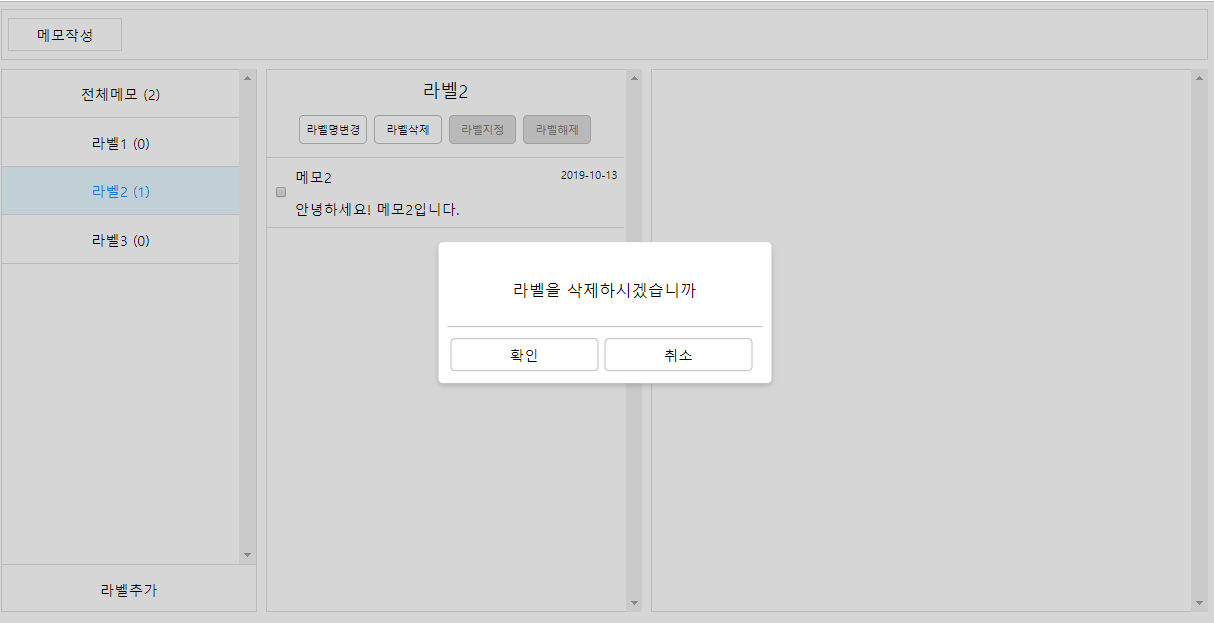 메모작성
전체메모 (2)
라벨1 (0)
라벨2 (1)
라벨3 (0)
라벨추가
라벨2
라벨명변경 라벨삭제 라벨지정 라벨해제
메모2 2019-10-13
안녕하세요! 메모2입니다.
라벨을 삭제하시겠습니까
확인 취소